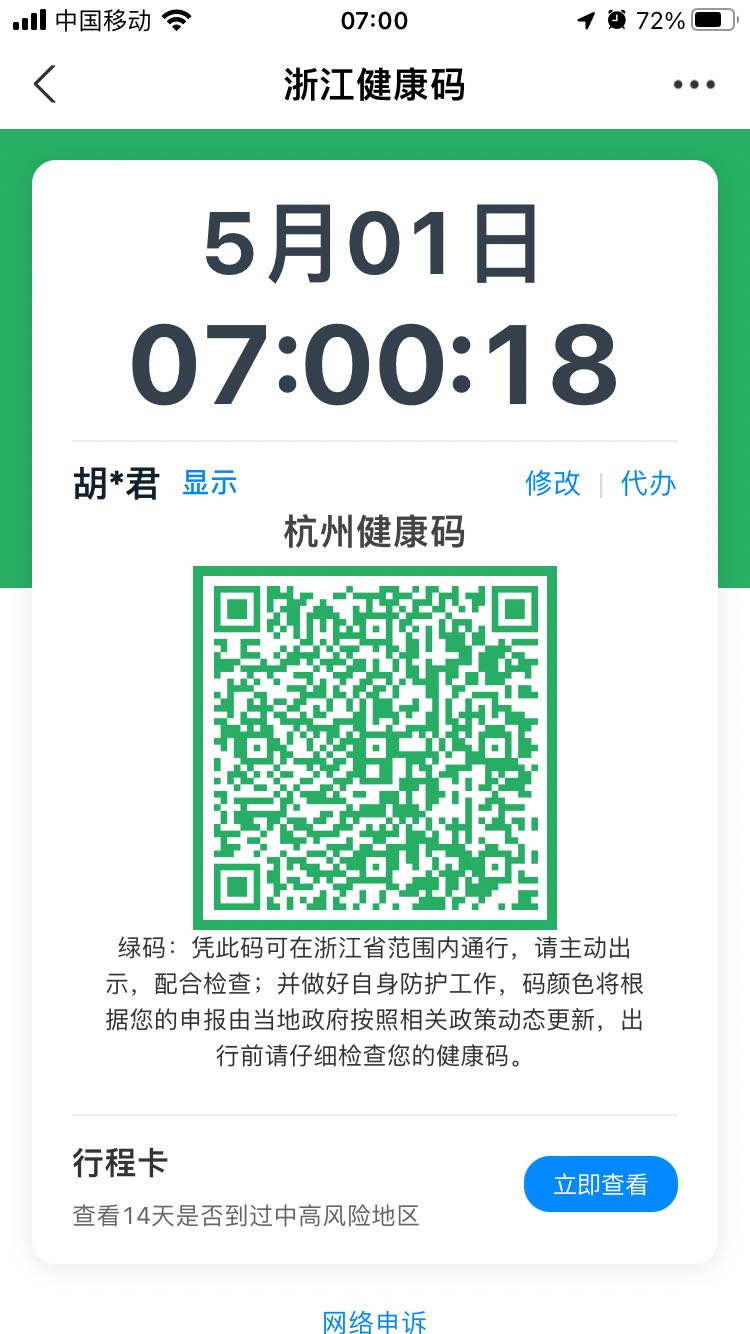 中国移动 07:00 72%
浙江健康码
5月01日
07:00:18
胡*君 显示 修改 | 代办
杭州健康码
绿码：凭此码可在浙江省范围内通行，请主动出
示，配合检查；并做好自身防护工作，码颜色将根
据您的申报由当地政府按照相关政策动态更新，出
行前请仔细检查您的健康码。
行程卡
立即查看
查看14天是否到过中高风险地区
网络申诉